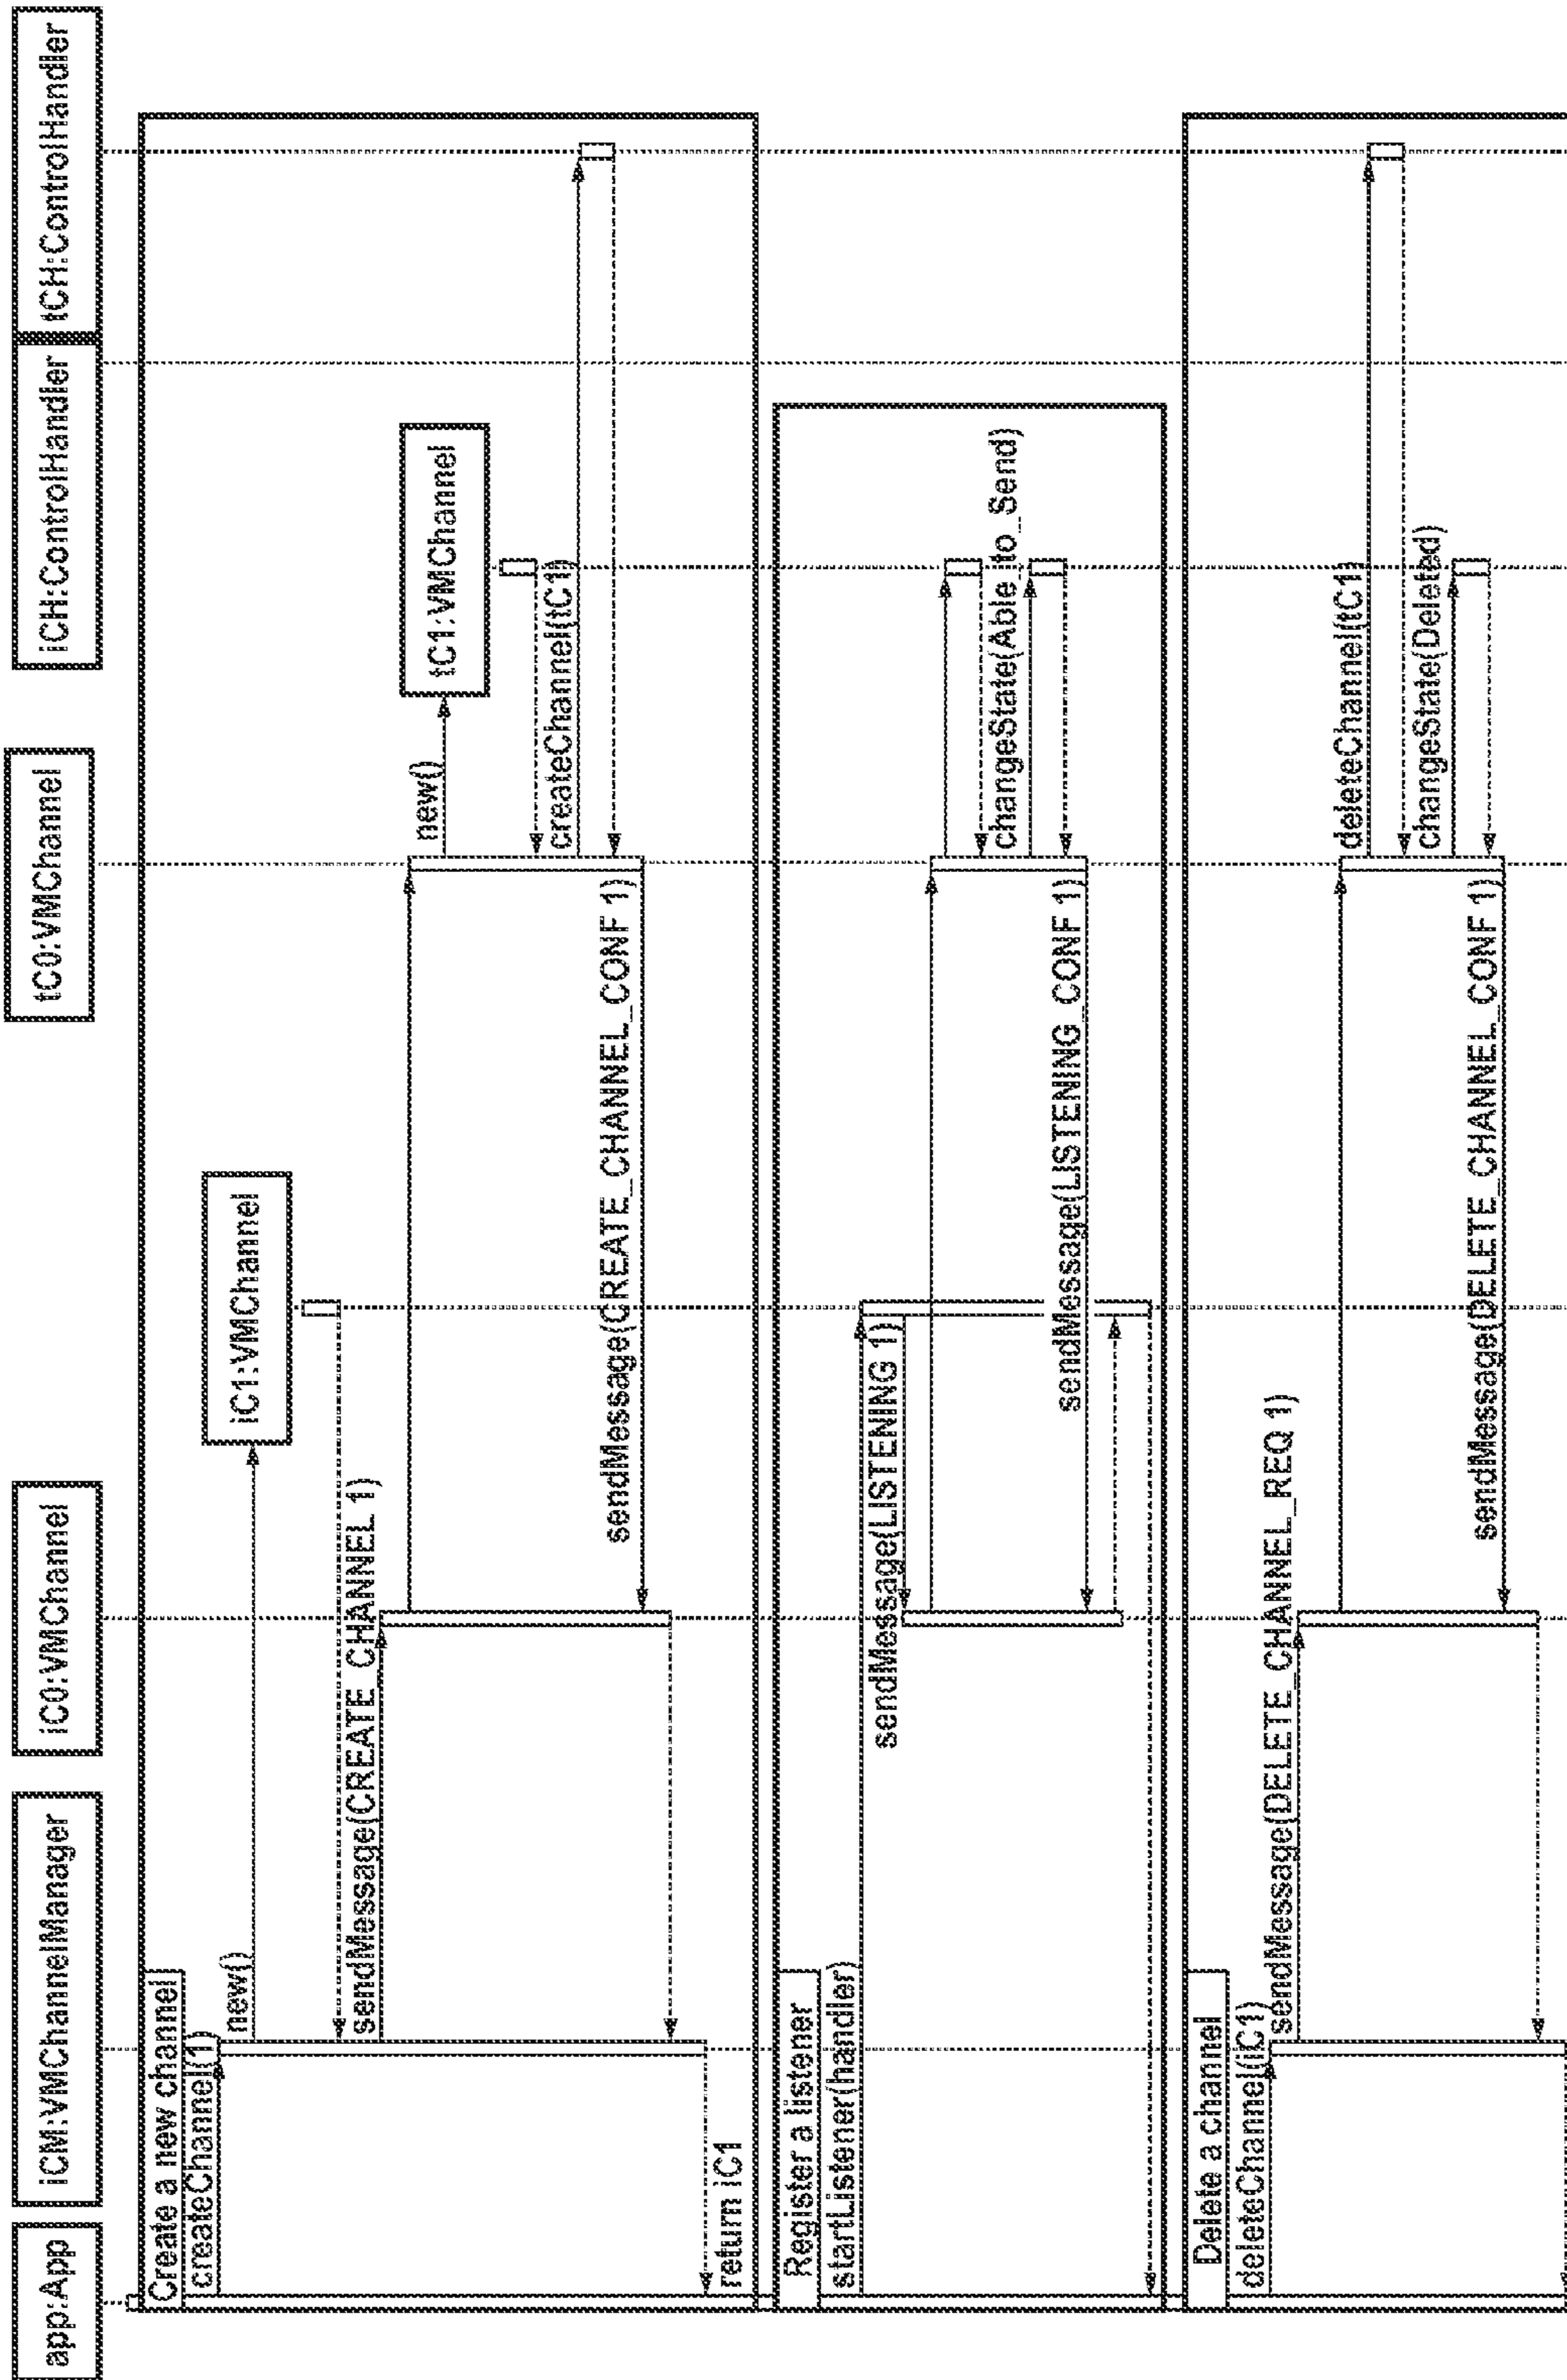 app:App
iCM:VMChannelManager
iC0:VMChannel
tC0:VMChannel
iCH:ControlHandler
tCH:ControlHandler
Create a new channel
createChannel(1)
new()
iC1:VMChannel
sendMessage(CREATE_CHANNEL 1)
new()
tC1:VMChannel
createChannel(tC1)
sendMessage(CREATE_CHANNEL_CONF 1)
return iC1
Register a listener
startListener(handler)
sendMessage(LISTENING 1)
changeState(Able_to_Send)
sendMessage(LISTENING_CONF 1)
Delete a channel
deleteChannel(iC1)
sendMessage(DELETE_CHANNEL_REQ 1)
deleteChannel(tC1)
changeState(Deleted)
sendMessage(DELETE_CHANNEL_CONF 1)